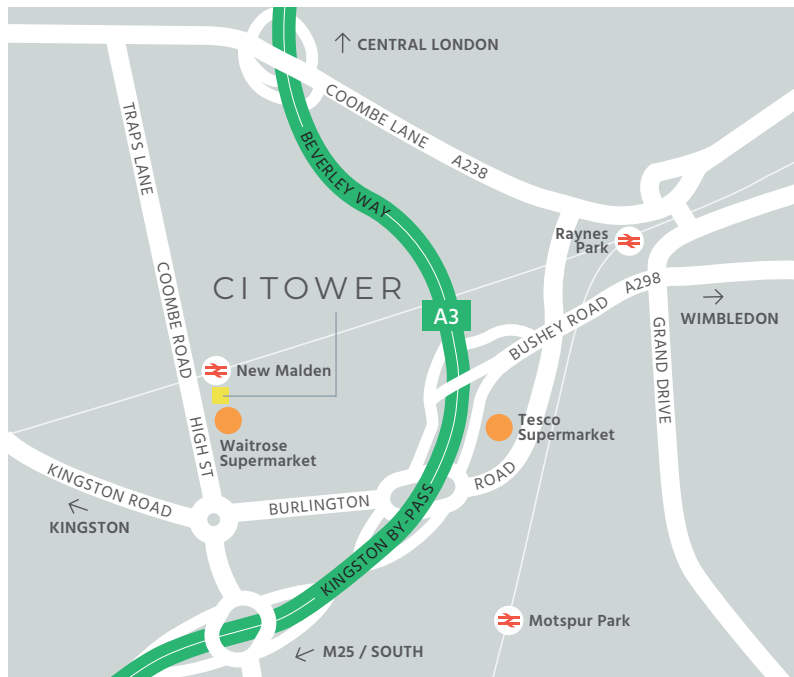 CENTRAL LONDON
COOMBE LANE
A238
TRAPS LANE
BEVERLEY WAY
Raynes
Park
COOMBE ROAD
CI TOWER
A3
A298
BUSHEY ROAD
WIMBLEDON
GRAND DRIVE
New Malden
HIGH ST
Waitrose
Supermarket
Tesco
Supermarket
KINGSTON ROAD
BURLINGTON
ROAD
KINGSTON
KINGSTON BY-PASS
Motspur Park
M25 / SOUTH